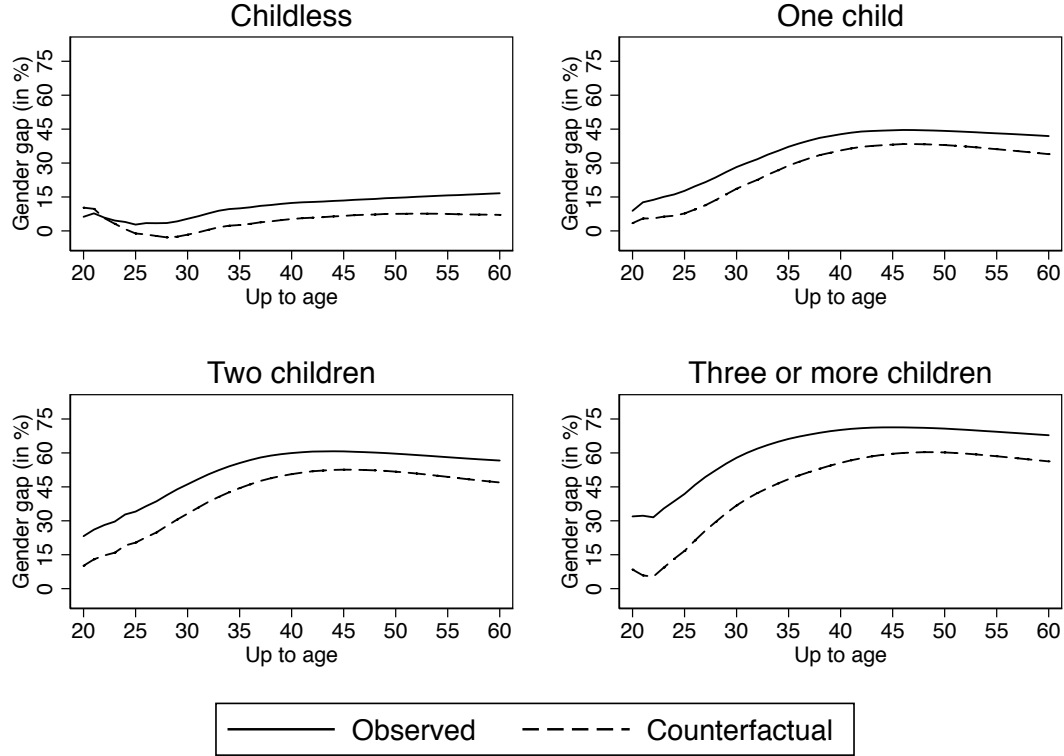 Childless
Gender gap (in %)
75
60
45
30
15
0
20 25 30 35 40 45 50 55 60
Up to age
One child
Gender gap (in %)
75
60
45
30
15
0
20 25 30 35 40 45 50 55 60
Up to age
Two children
Gender gap (in %)
75
60
45
30
15
0
20 25 30 35 40 45 50 55 60
Up to age
Three or more children
Gender gap (in %)
75
60
45
30
15
0
20 25 30 35 40 45 50 55 60
Up to age
Observed Counterfactual